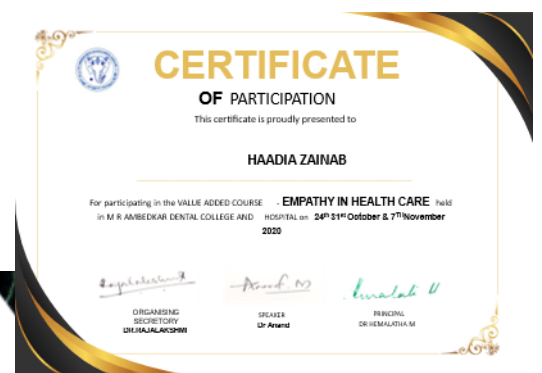 CERTIFICATE
OF PARTICIPATION
This certificate is proudly presented to
HAADIA ZAINAB
For participating in the VALUE ADDED COURSE - EMPATHY IN HEALTH CARE held
in M R AMBEDKAR DENTAL COLLEGE AND HOSPITAL on 24th 31st October & 7TH November
2020
ORGANISING
SECRETORY
DR.RAJALAKSHMI
SPEAKER
Dr Anand
PRINCIPAL
DR HEMALATHA M